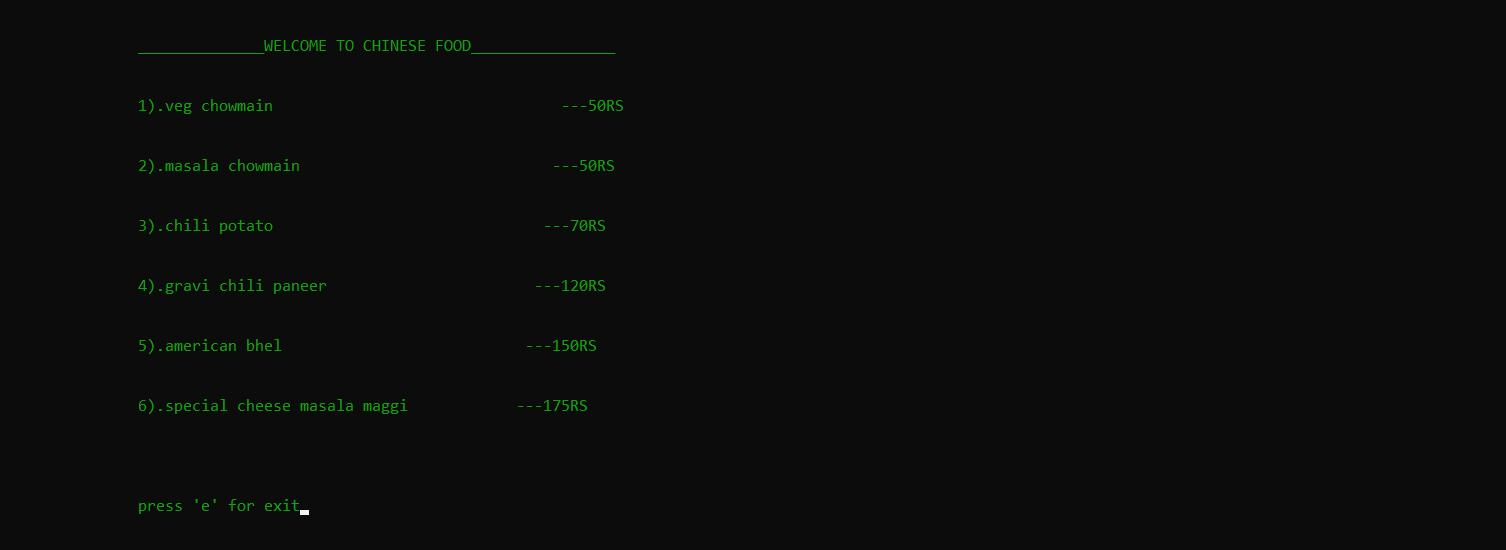 ______________WELCOME TO CHINESE FOOD________________
1).veg chowmain                                ---50RS
2).masala chowmain                            ---50RS
3).chili potato                              ---70RS
4).gravi chili paneer                       ---120RS
5).american bhel                           ---150RS
6).special cheese masala maggi            ---175RS
press 'e' for exit